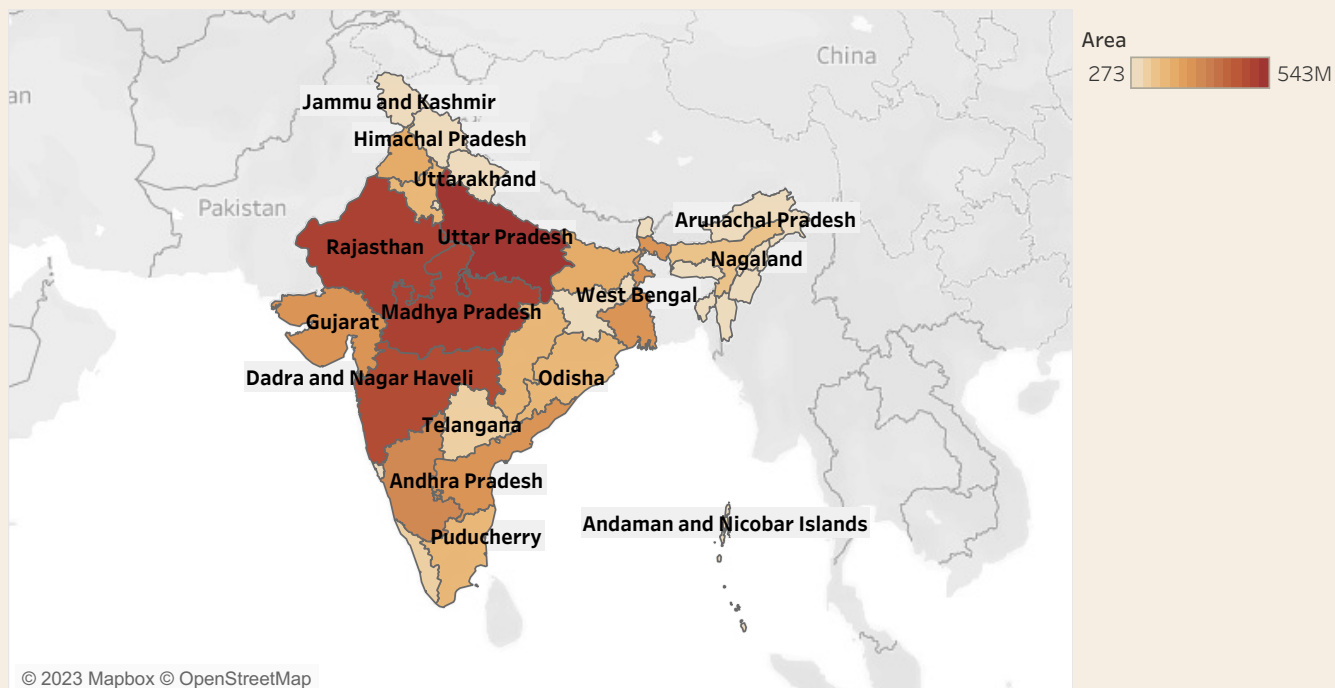 Area
273 543M
China
an
Jammu and Kashmir
Himachal Pradesh
Uttarakhand
Pakistan
Arunachal Pradesh
Uttar Pradesh
Rajasthan
Nagaland
West Bengal
Madhya Pradesh
Gujarat
Dadra and Nagar Haveli
Odisha
Telangana
Andhra Pradesh
Andaman and Nicobar Islands
Puducherry
© 2023 Mapbox © OpenStreetMap